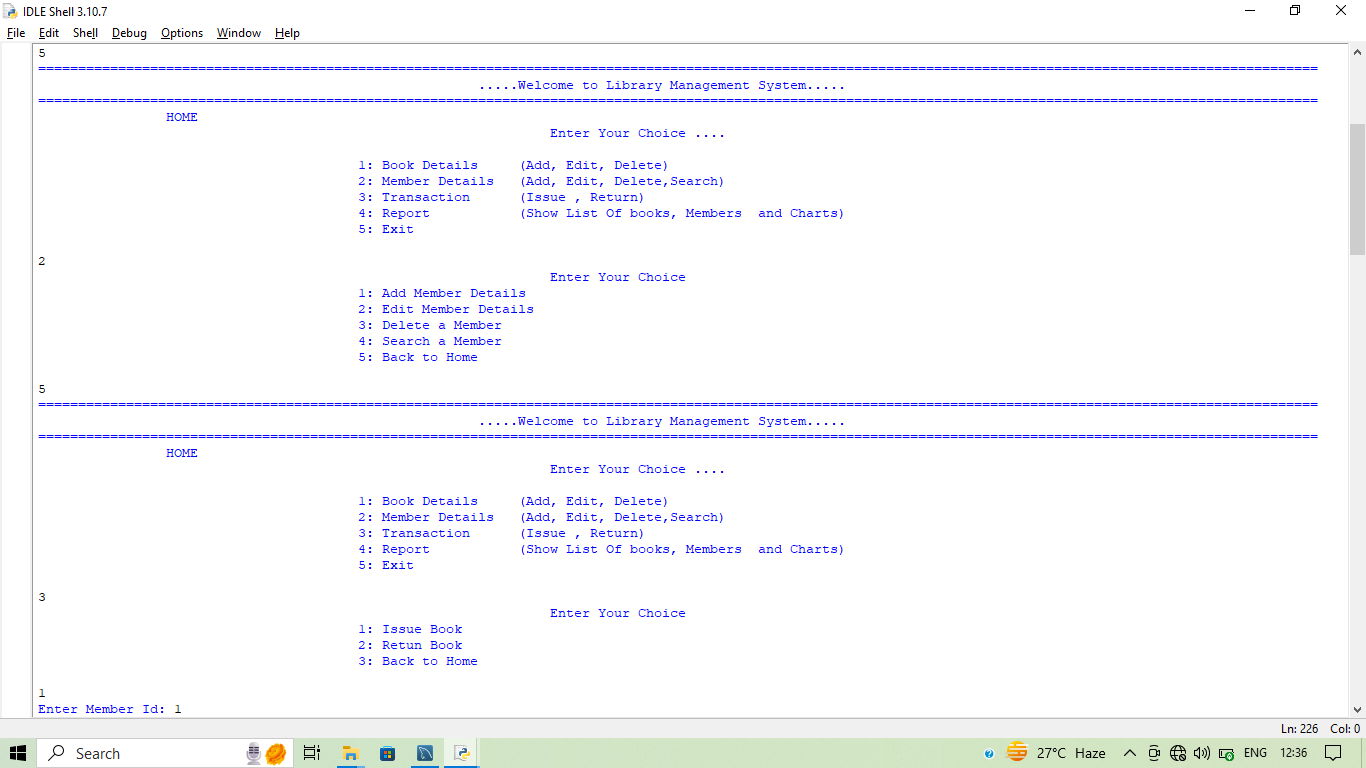 IDLE Shell 3.10.7
File Edit Shell Debug Options Window Help
5
================================================================================================================================================================
.....Welcome to Library Management System.....
================================================================================================================================================================
HOME
Enter Your Choice ....
1: Book Details (Add, Edit, Delete)
2: Member Details (Add, Edit, Delete,Search)
3: Transaction (Issue , Return)
4: Report (Show List Of books, Members and Charts)
5: Exit
2
Enter Your Choice
1: Add Member Details
2: Edit Member Details
3: Delete a Member
4: Search a Member
5: Back to Home
5
================================================================================================================================================================
.....Welcome to Library Management System.....
================================================================================================================================================================
HOME
Enter Your Choice ....
1: Book Details (Add, Edit, Delete)
2: Member Details (Add, Edit, Delete,Search)
3: Transaction (Issue , Return)
4: Report (Show List Of books, Members and Charts)
5: Exit
3
Enter Your Choice
1: Issue Book
2: Retun Book
3: Back to Home
1
Enter Member Id: 1
Ln: 226 Col: 0
Search 27°C Haze ENG 12:36